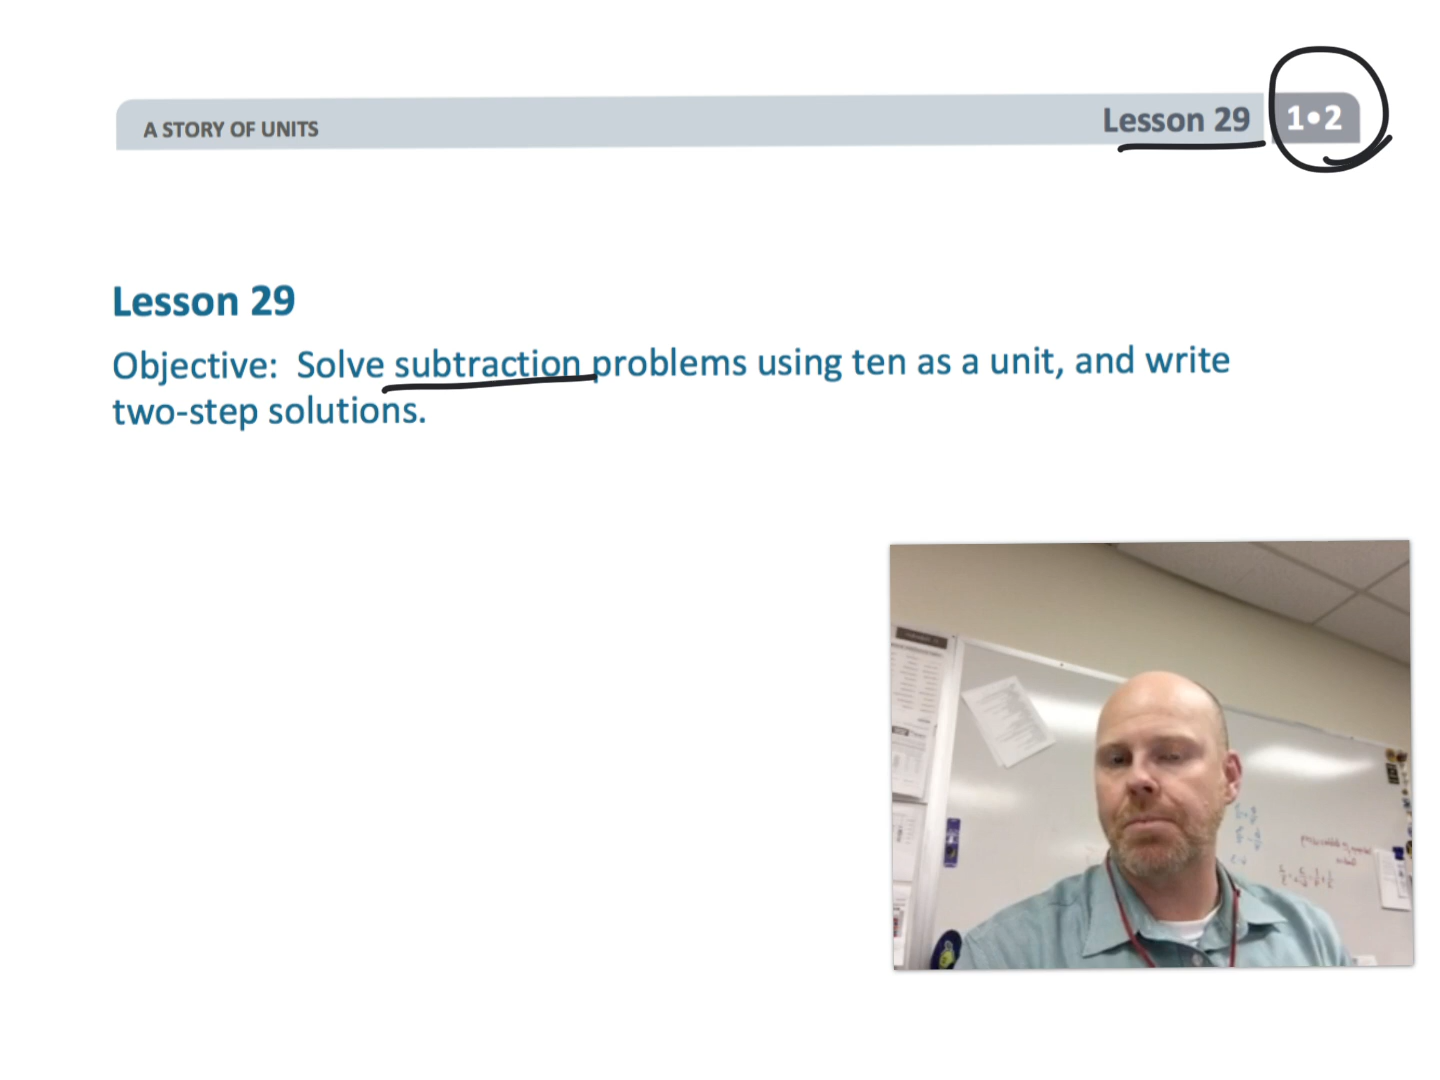 A STORY OF UNITS
Lesson 29
1•2
Lesson 29
Objective: Solve subtraction problems using ten as a unit, and write
two-step solutions.